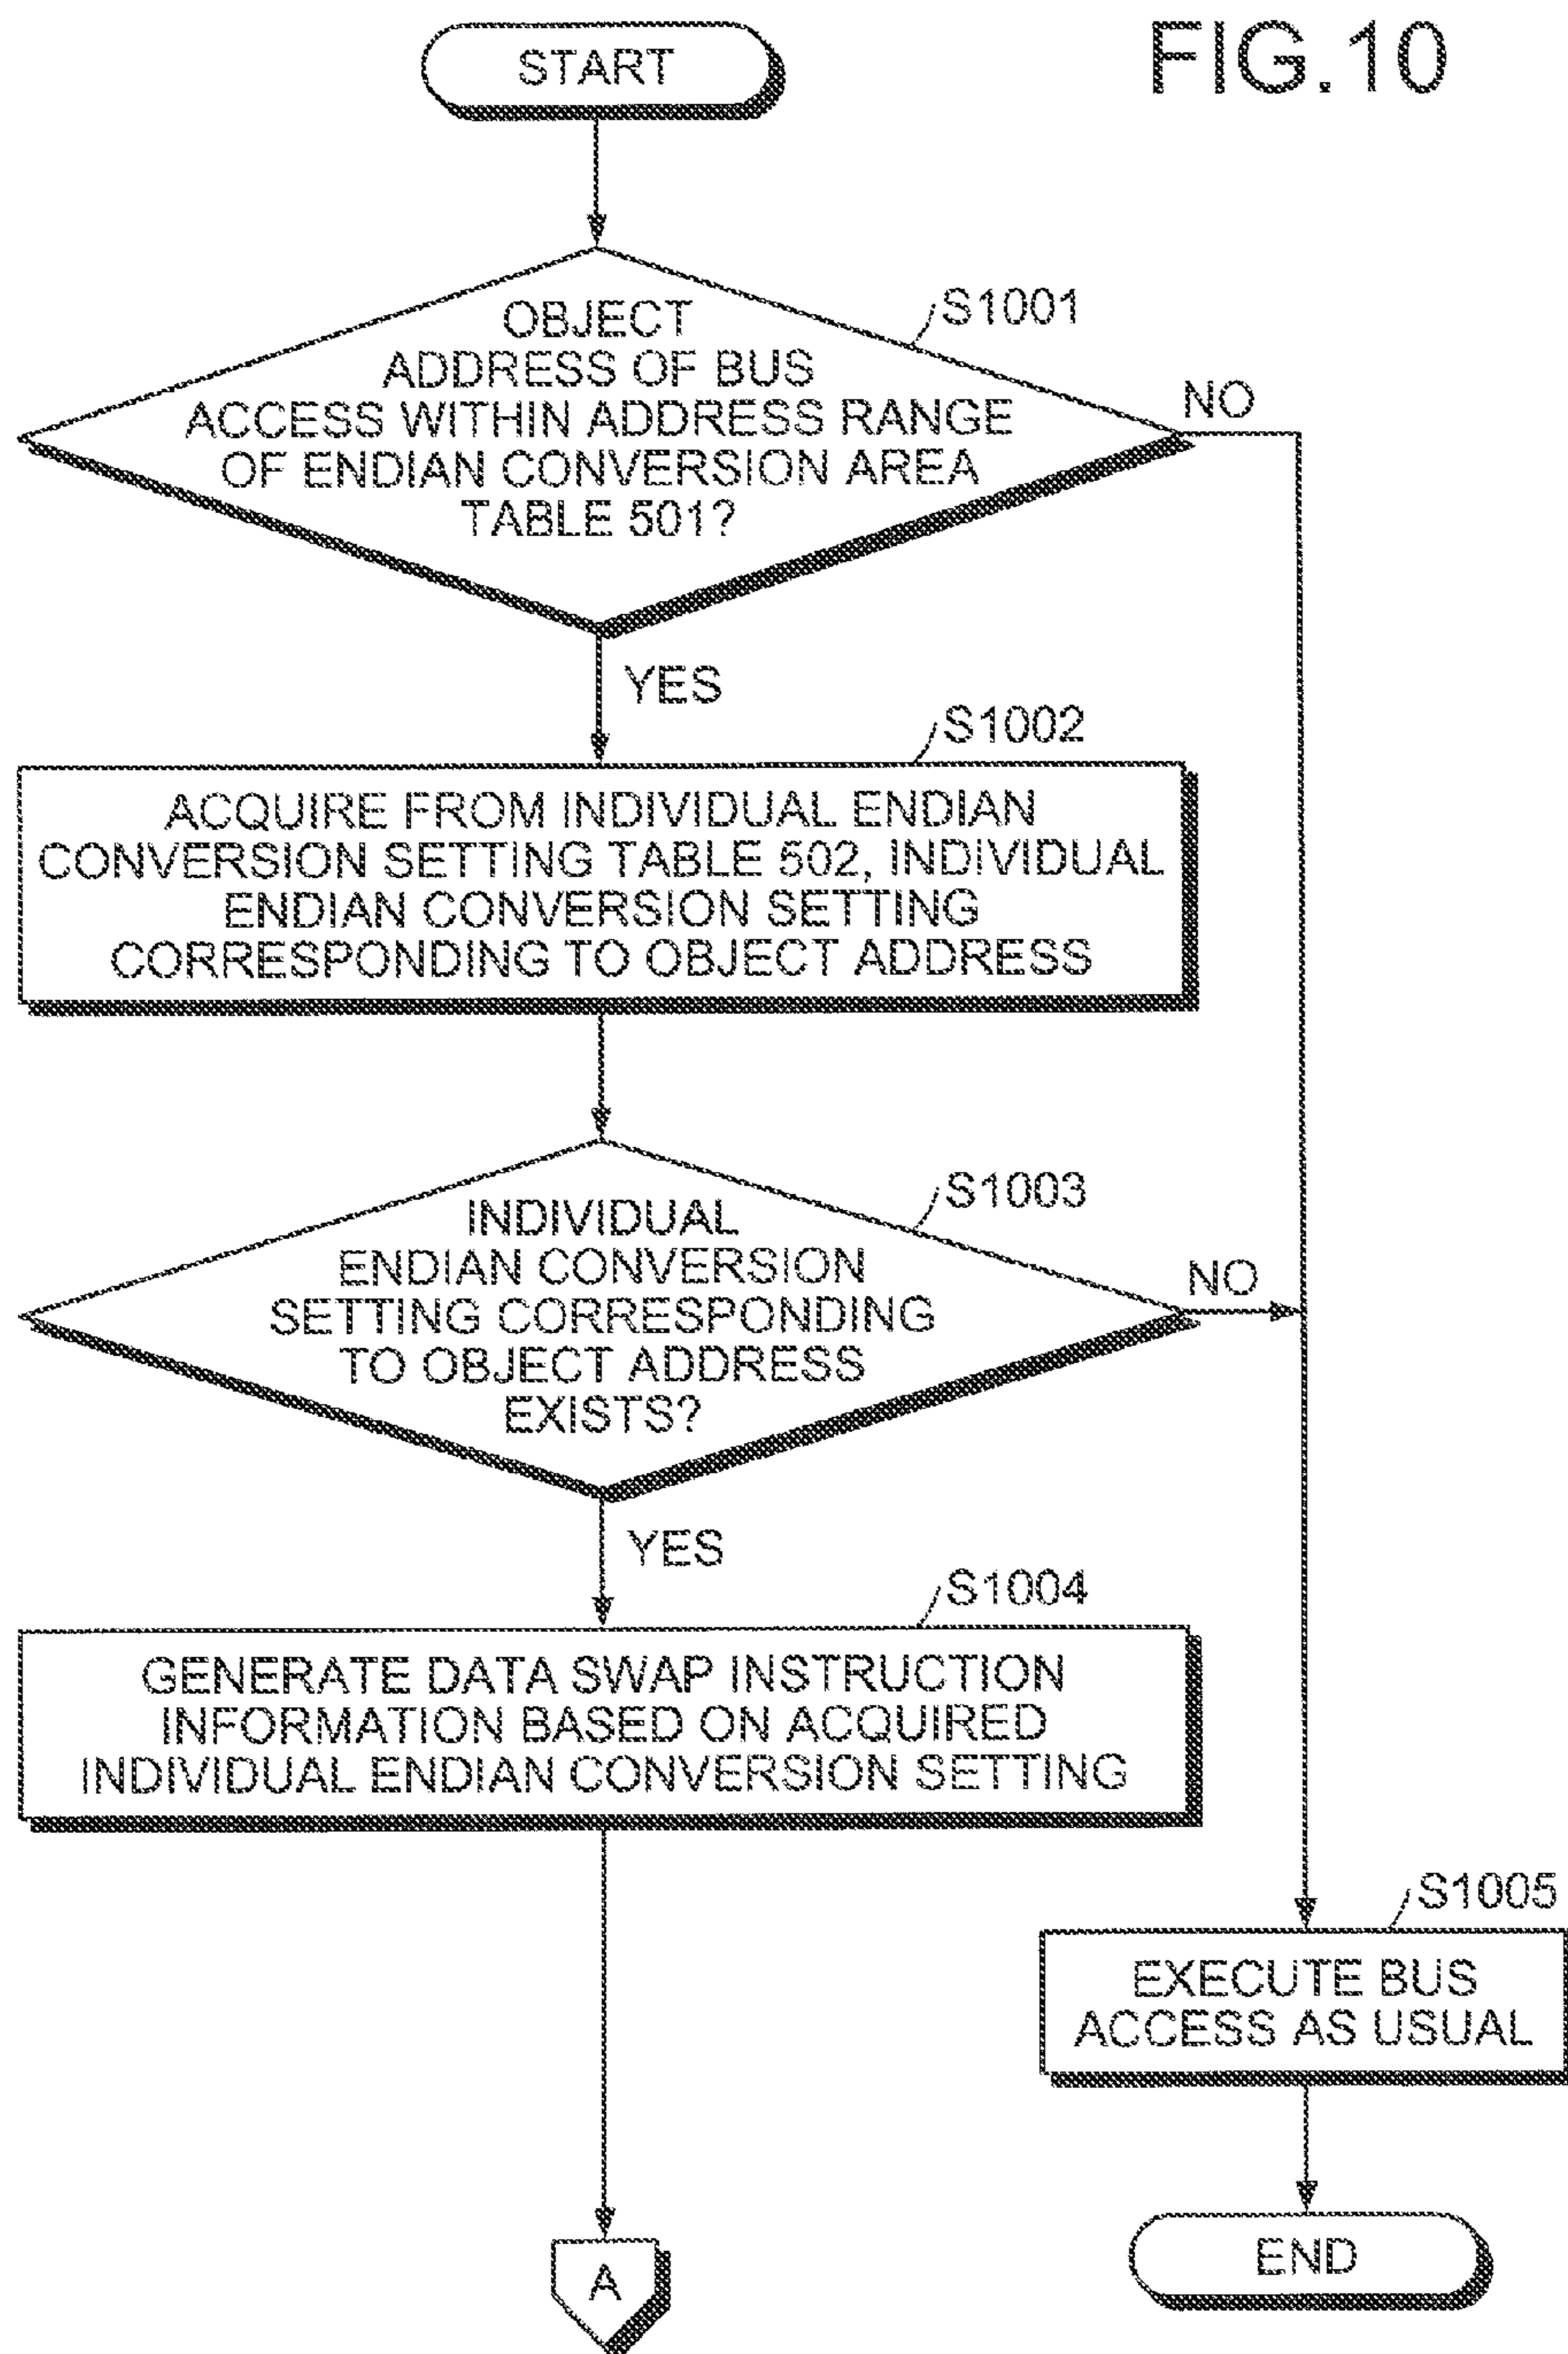 FIG.10
START
S1001
OBJECT
ADDRESS OF BUS
ACCESS WITHIN ADDRESS RANGE
OF ENDIAN CONVERSION AREA
TABLE 501?
NO
YES
S1002
ACQUIRE FROM INDIVIDUAL ENDIAN
CONVERSION SETTING TABLE 502, INDIVIDUAL
ENDIAN CONVERSION SETTING
CORRESPONDING TO OBJECT ADDRESS
S1003
INDIVIDUAL
ENDIAN CONVERSION
SETTING CORRESPONDING
TO OBJECT ADDRESS
EXISTS?
NO
YES
S1004
GENERATE DATA SWAP INSTRUCTION
INFORMATION BASED ON ACQUIRED
INDIVIDUAL ENDIAN CONVERSION SETTING
S1005
EXECUTE BUS
ACCESS AS USUAL
A
END